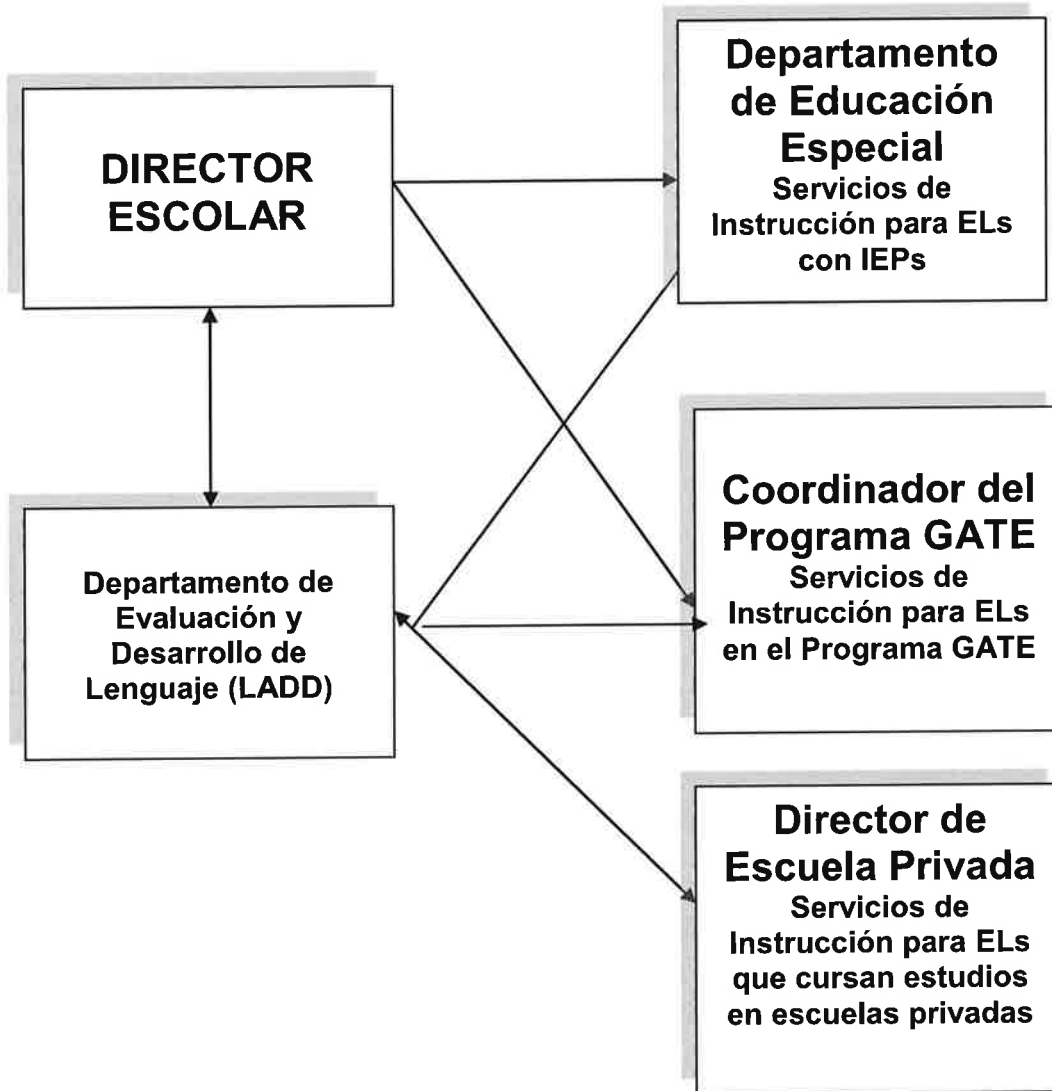 DIRECTOR
ESCOLAR
Departamento
de Educación
Especial
Servicios de
Instrucción para ELs
con IEPs
Departamento de
Evaluación y
Desarrollo de
Lenguaje (LADD)
Coordinador del
Programa GATE
Servicios de
Instrucción para ELs
en el Programa GATE
Director de
Escuela Privada
Servicios de
Instrucción para ELs
que cursan estudios
en escuelas privadas